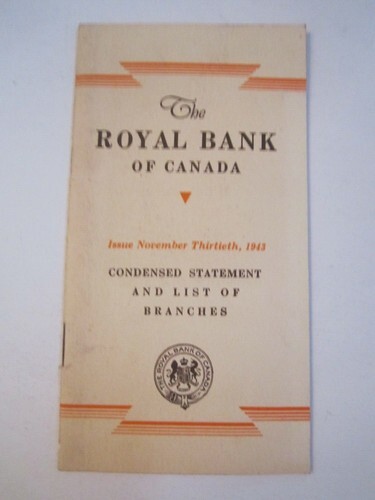 The
ROYAL BANK
OF CANADA
Issue November Thirtieth, 1943
CONDENSED STATEMENT
AND LIST OF
BRANCHES
THE ROYAL BANK OF CANADA